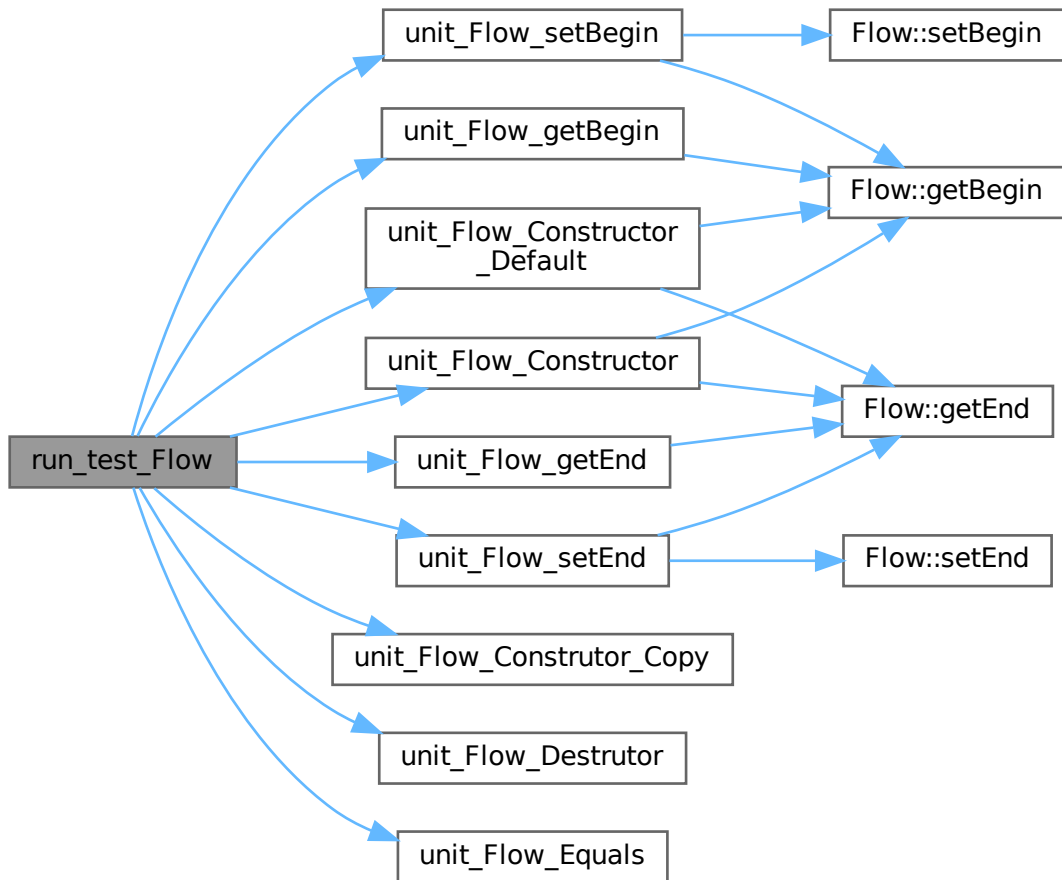 unit_Flow_setBegin
Flow::setBegin
unit_Flow_getBegin
Flow::getBegin
unit_Flow_Constructor
_Default
unit_Flow_Constructor
Flow::getEnd
run_test_Flow
unit_Flow_getEnd
unit_Flow_setEnd
Flow::setEnd
unit_Flow_Construtor_Copy
unit_Flow_Destrutor
unit_Flow_Equals